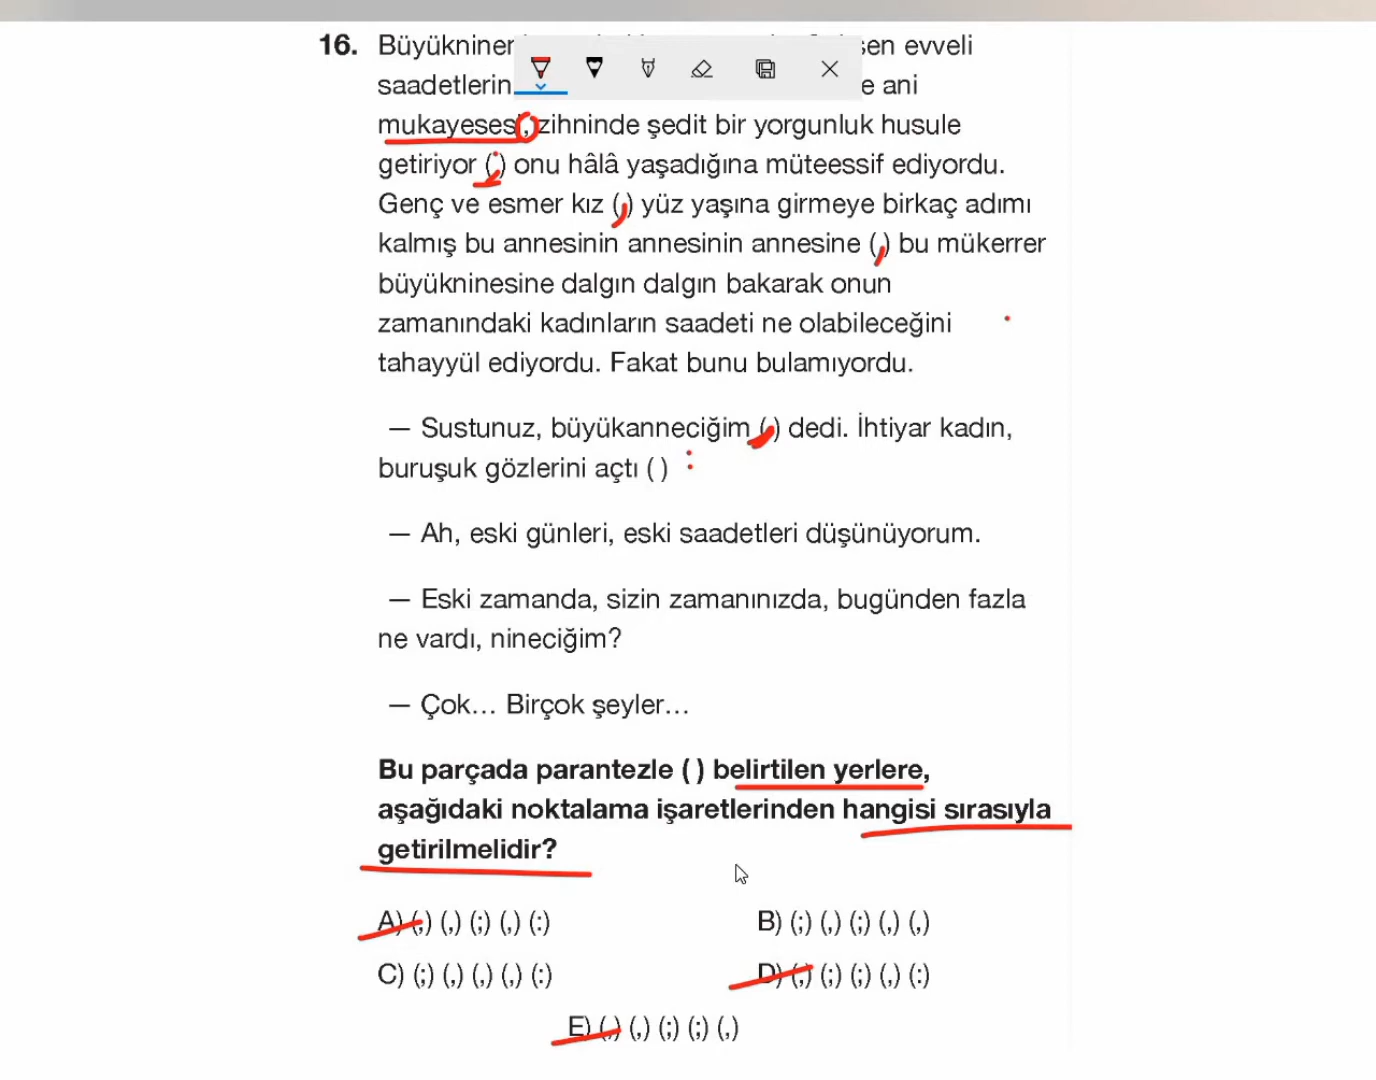 16. Büyükniner sen evveli
saadetlerin e ani
mukayesesi, zihninde şedit bir yorgunluk husule
getiriyor (;) onu hâlâ yaşadığına müteessif ediyordu.
Genç ve esmer kız (,) yüz yaşına girmeye birkaç adımı
kalmış bu annesinin annesinin annesine (,) bu mükerrer
büyükninesine dalgın dalgın bakarak onun
zamanındaki kadınların saadeti ne olabileceğini
tahayyül ediyordu. Fakat bunu bulamıyordu.
— Sustunuz, büyükanneciğim (,) dedi. İhtiyar kadın,
buruşuk gözlerini açtı ( ) :
— Ah, eski günleri, eski saadetleri düşünüyorum.
— Eski zamanda, sizin zamanınızda, bugünden fazla
ne vardı, nineciğim?
— Çok... Birçok şeyler...
Bu parçada parantezle ( ) belirtilen yerlere,
aşağıdaki noktalama işaretlerinden hangisi sırasıyla
getirilmelidir?
A) (,) (,) (;) (,) (:) B) (;) (,) (;) (,) (,)
C) (;) (,) (,) (,) (:) D) (,) (;) (;) (,) (:)
E) (,) (,) (;) (;) (,)